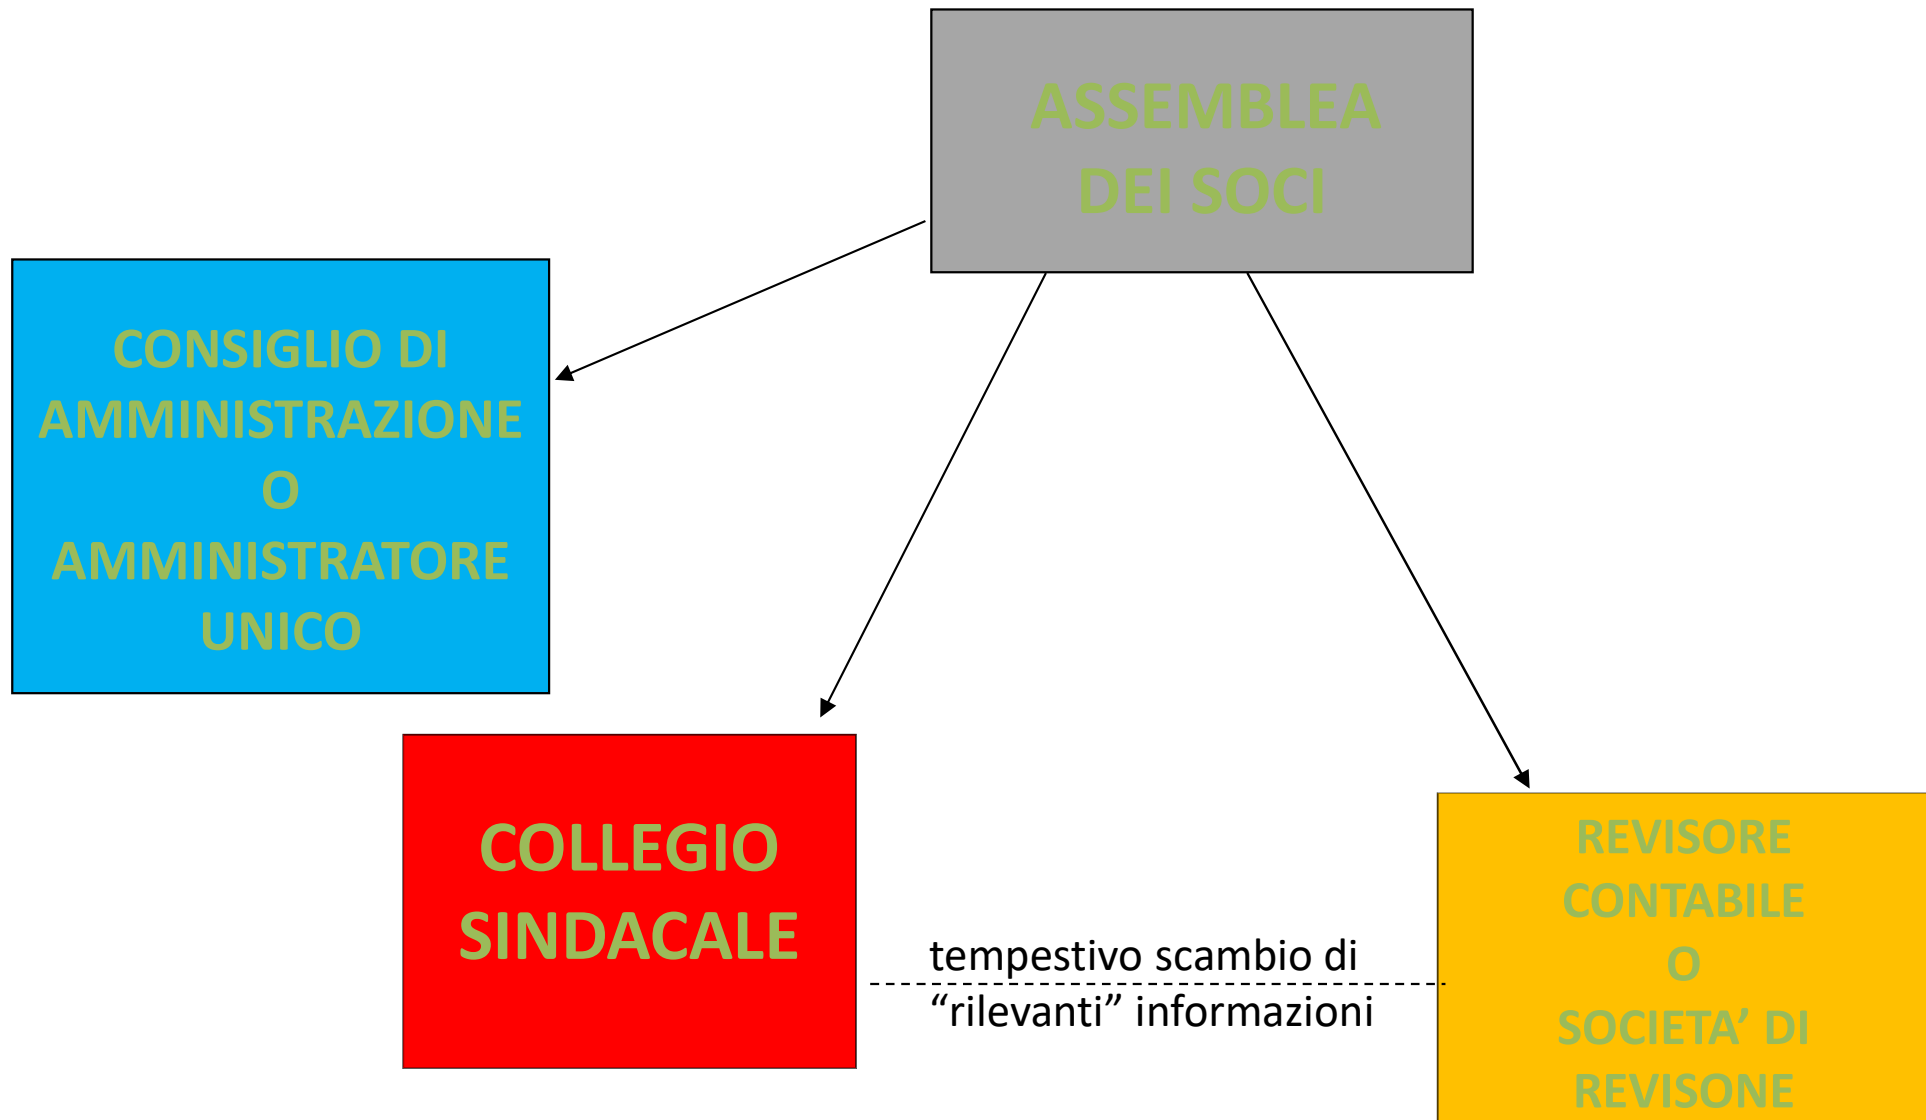 ASSEMBLEA
DEI SOCI
CONSIGLIO DI
AMMINISTRAZIONE
O
AMMINISTRATORE
UNICO
COLLEGIO
SINDACALE
tempestivo scambio di
“rilevanti” informazioni
REVISORE
CONTABILE
O
SOCIETA’ DI
REVISONE